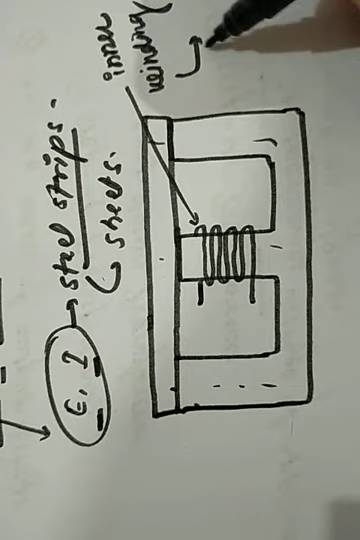 inner
winding
E, I → steel strips.
↳ sheets.